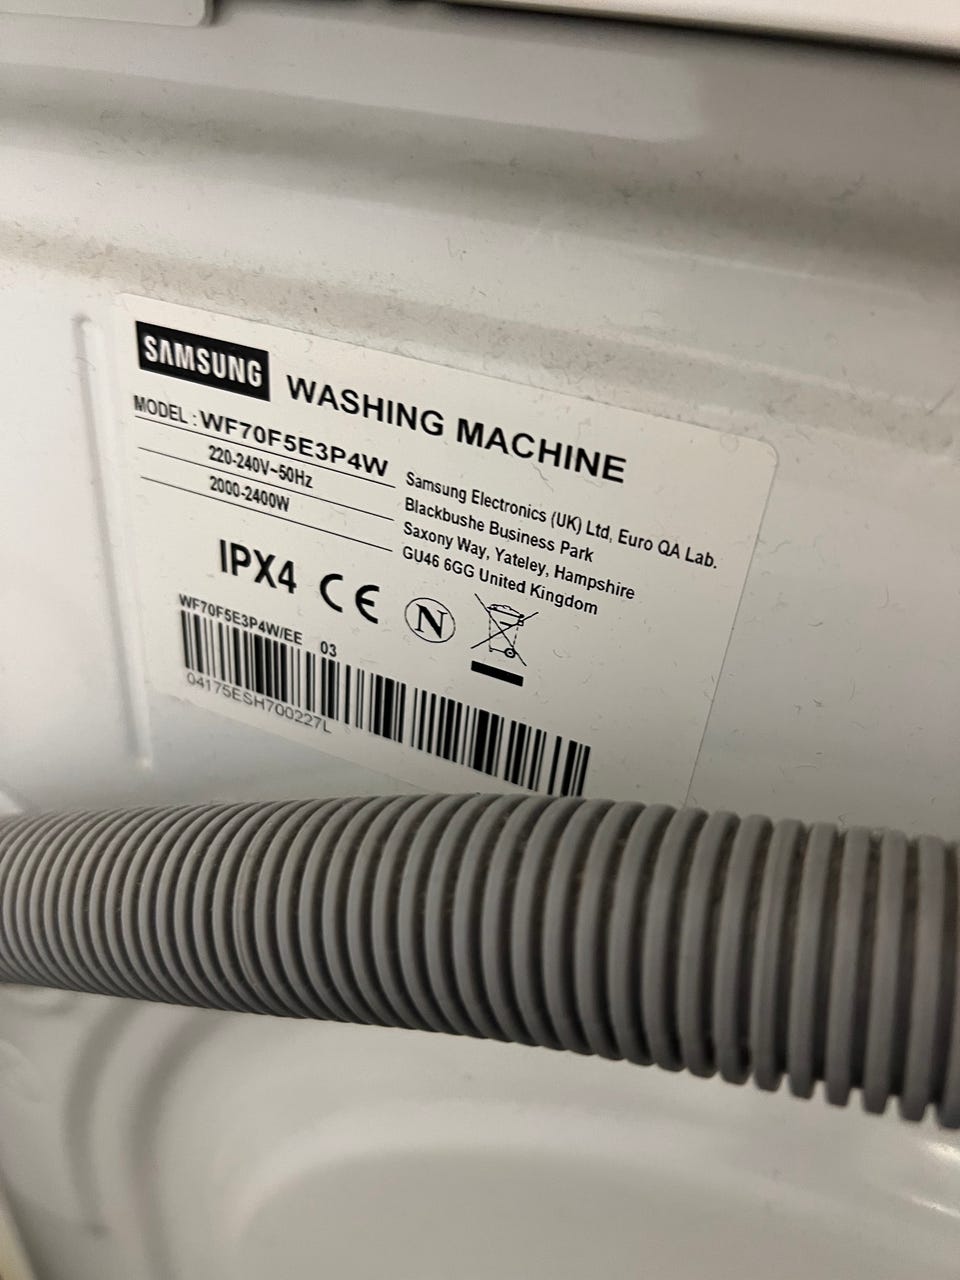 SAMSUNG WASHING MACHINE
MODEL : WF70F5E3P4W
220-240V~50Hz
2000-2400W
Samsung Electronics (UK) Ltd, Euro QA Lab.
Blackbushe Business Park
Saxony Way, Yateley, Hampshire
GU46 6GG United Kingdom
IPX4 CE N
WF70F5E3P4W/EE 03
04175ESH700227L